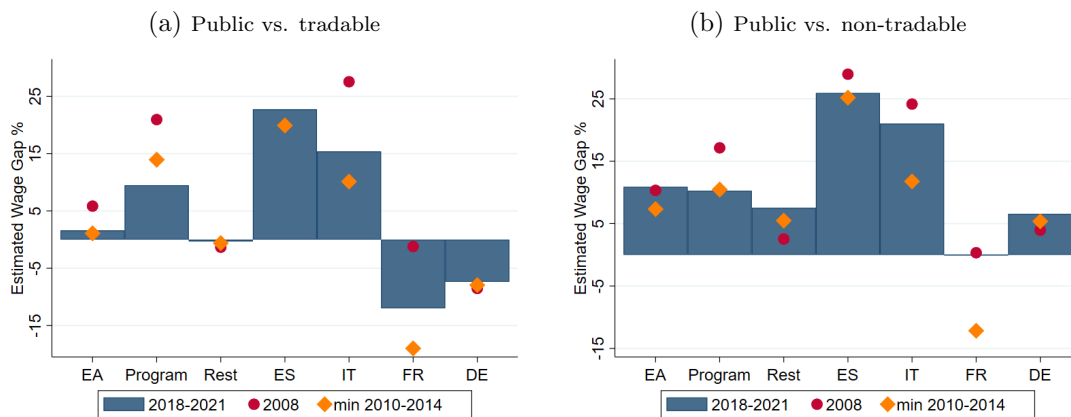 (a) Public vs. tradable
Estimated Wage Gap %
25
15
5
-5
-15
EA Program Rest ES IT FR DE
2018-2021 2008 min 2010-2014
(b) Public vs. non-tradable
Estimated Wage Gap %
25
15
5
-5
-15
EA Program Rest ES IT FR DE
2018-2021 2008 min 2010-2014